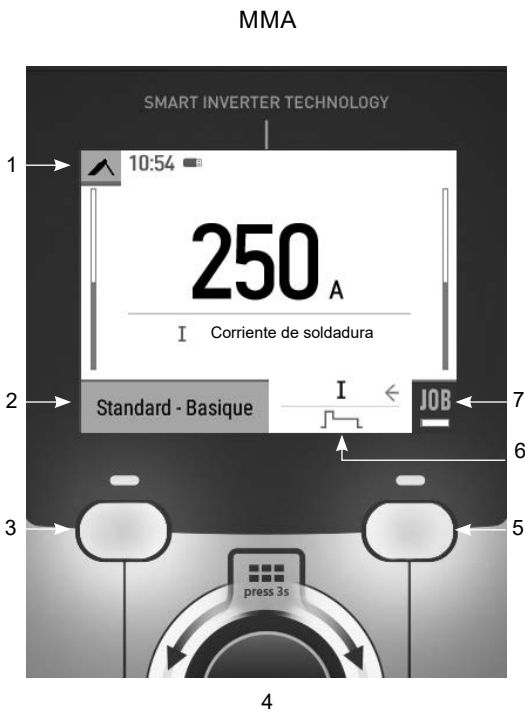 MMA
SMART INVERTER TECHNOLOGY
1
10:54
250 A
I Corriente de soldadura
2
Standard - Basique
I
JOB
7
6
3
5
press 3s
4